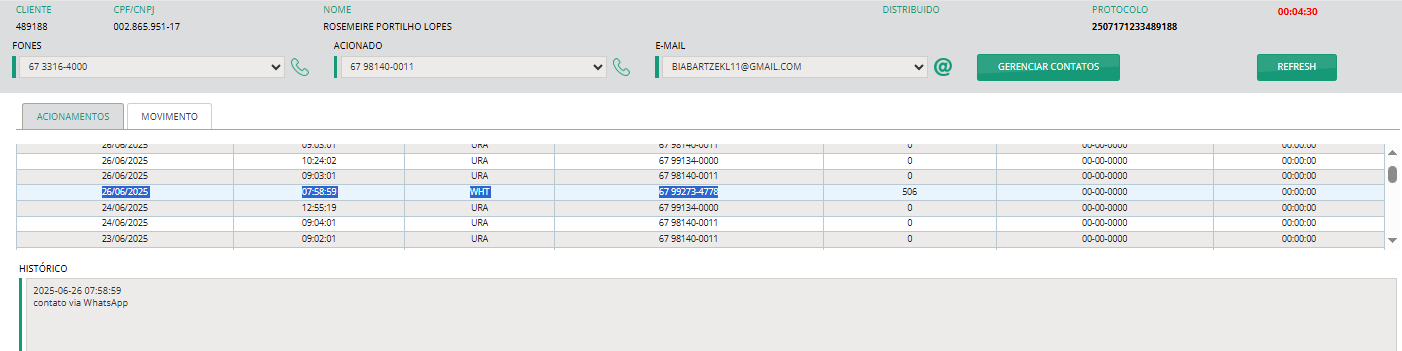 CLIENTE CPF/CNPJ NOME DISTRIBUIDO PROTOCOLO 00:04:30
489188 002.865.951-17 ROSEMEIRE PORTILHO LOPES 2507171233489188
FONES ACIONADO E-MAIL
67 3316-4000 67 98140-0011 BIABARTZEKL11@GMAIL.COM @ GERENCIAR CONTATOS REFRESH
ACIONAMENTOS MOVIMENTO
26/06/2025 09:03:01 URA 67 98140-0011 0 00-00-0000 00:00:00
26/06/2025 10:24:02 URA 67 99134-0000 0 00-00-0000 00:00:00
26/06/2025 09:03:01 URA 67 98140-0011 0 00-00-0000 00:00:00
26/06/2025 07:58:59 WHT 67 99273-4778 506 00-00-0000 00:00:00
24/06/2025 12:55:19 URA 67 99134-0000 0 00-00-0000 00:00:00
24/06/2025 09:04:01 URA 67 98140-0011 0 00-00-0000 00:00:00
23/06/2025 09:02:01 URA 67 98140-0011 0 00-00-0000 00:00:00
HISTÓRICO
2025-06-26 07:58:59
contato via WhatsApp